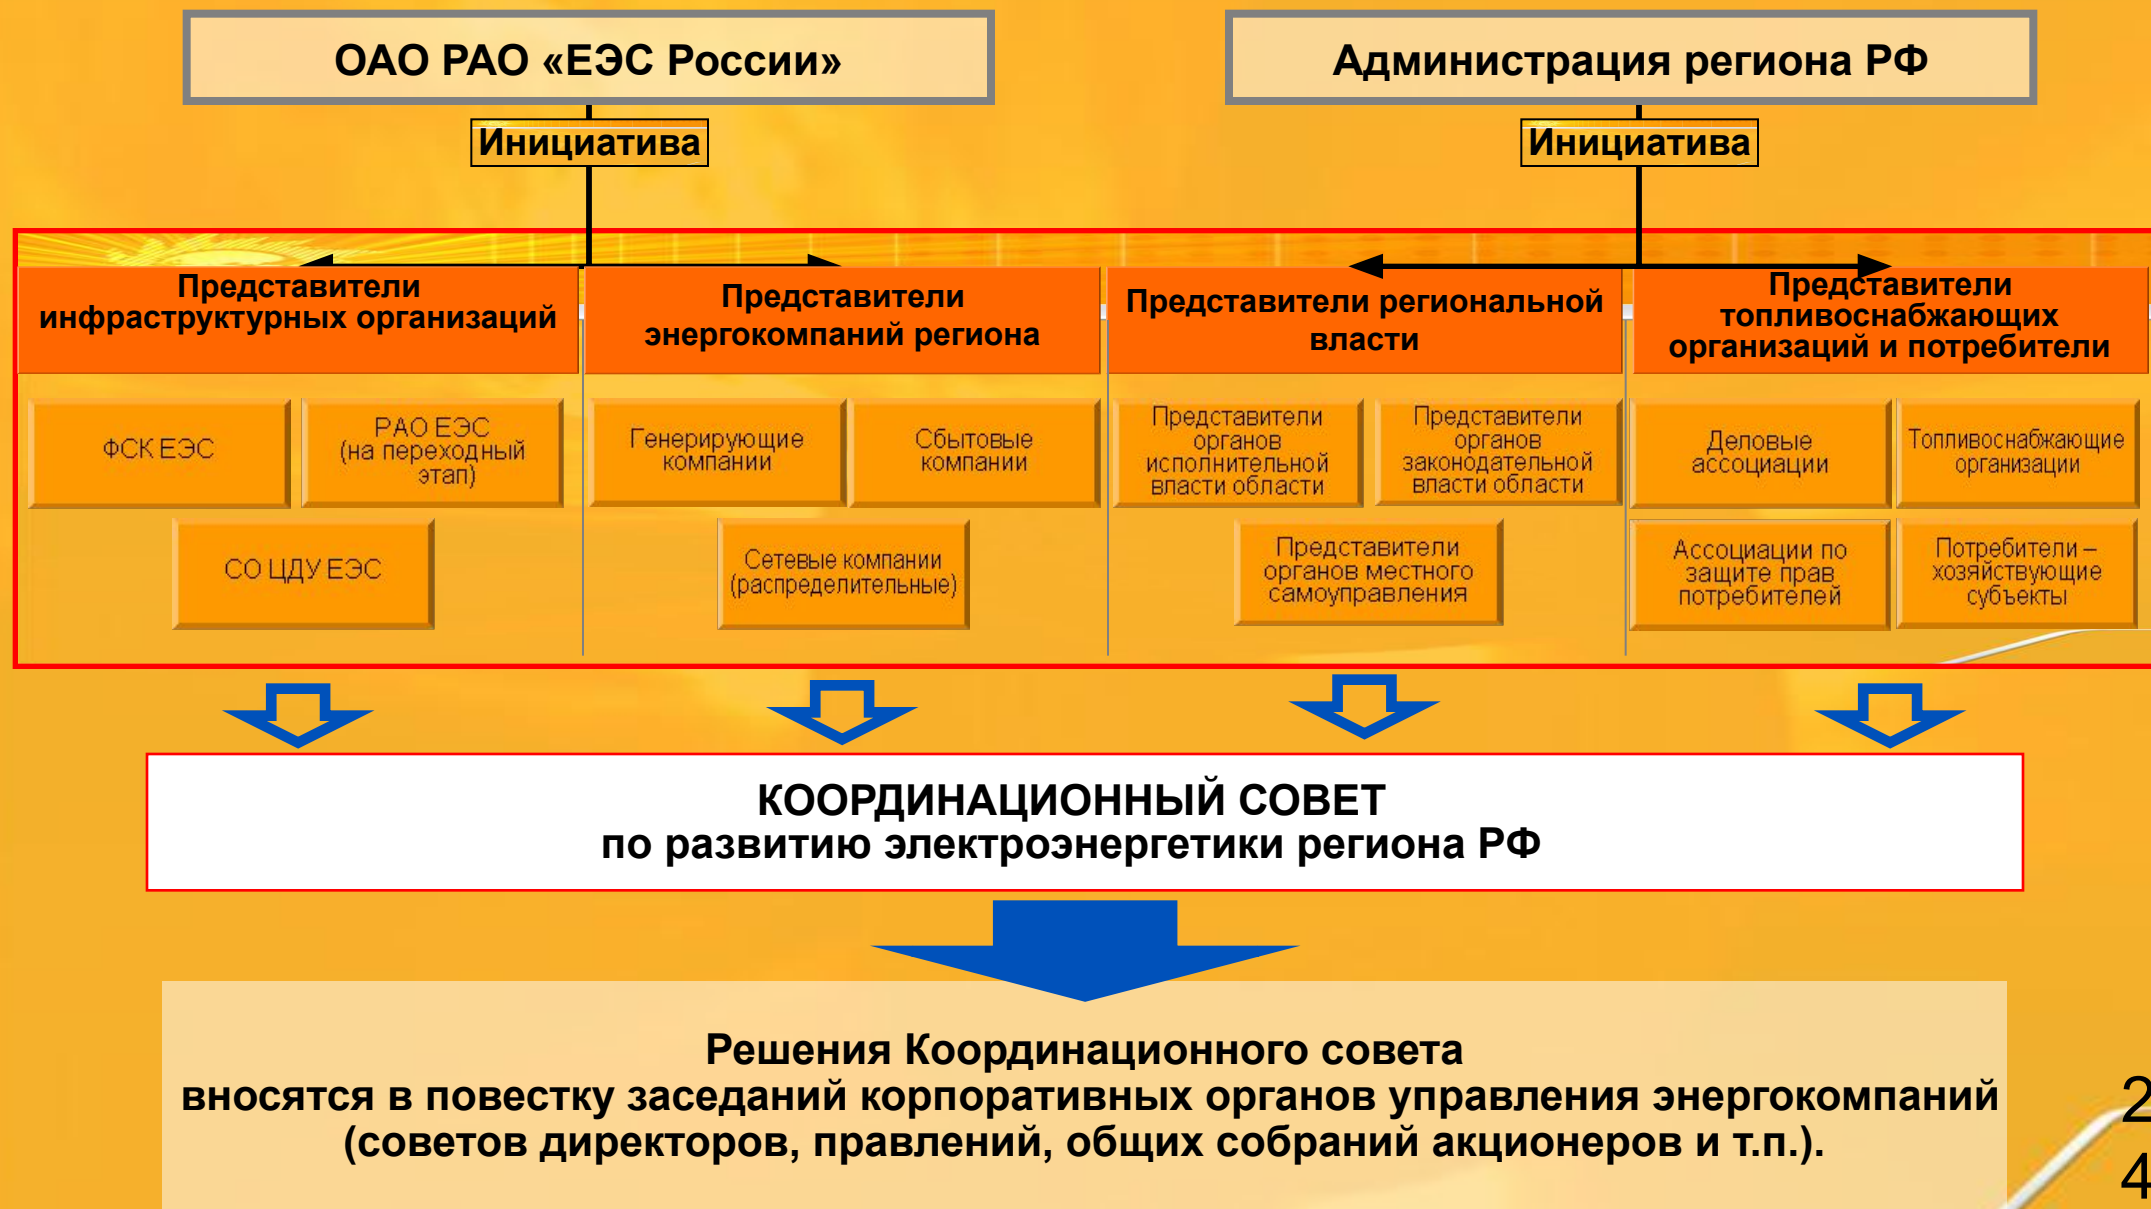 ОАО РАО «ЕЭС России»
Администрация региона РФ
Инициатива
Инициатива
Представители
инфраструктурных организаций
Представители
энергокомпаний региона
Представители региональной
власти
Представители
топливоснабжающих
организаций и потребители
ФСК ЕЭС
РАО ЕЭС
(на переходный
этап)
СО ЦДУ ЕЭС
Генерирующие
компании
Сбытовые
компании
Сетевые компании
(распределительные)
Представители
органов
исполнительной
власти области
Представители
органов
законодательной
власти области
Представители
органов местного
самоуправления
Деловые
ассоциации
Топливоснабжающие
организации
Ассоциации по
защите прав
потребителей
Потребители –
хозяйствующие
субъекты
КООРДИНАЦИОННЫЙ СОВЕТ
по развитию электроэнергетики региона РФ
Решения Координационного совета
вносятся в повестку заседаний корпоративных органов управления энергокомпаний
(советов директоров, правлений, общих собраний акционеров и т.п.).
2
4